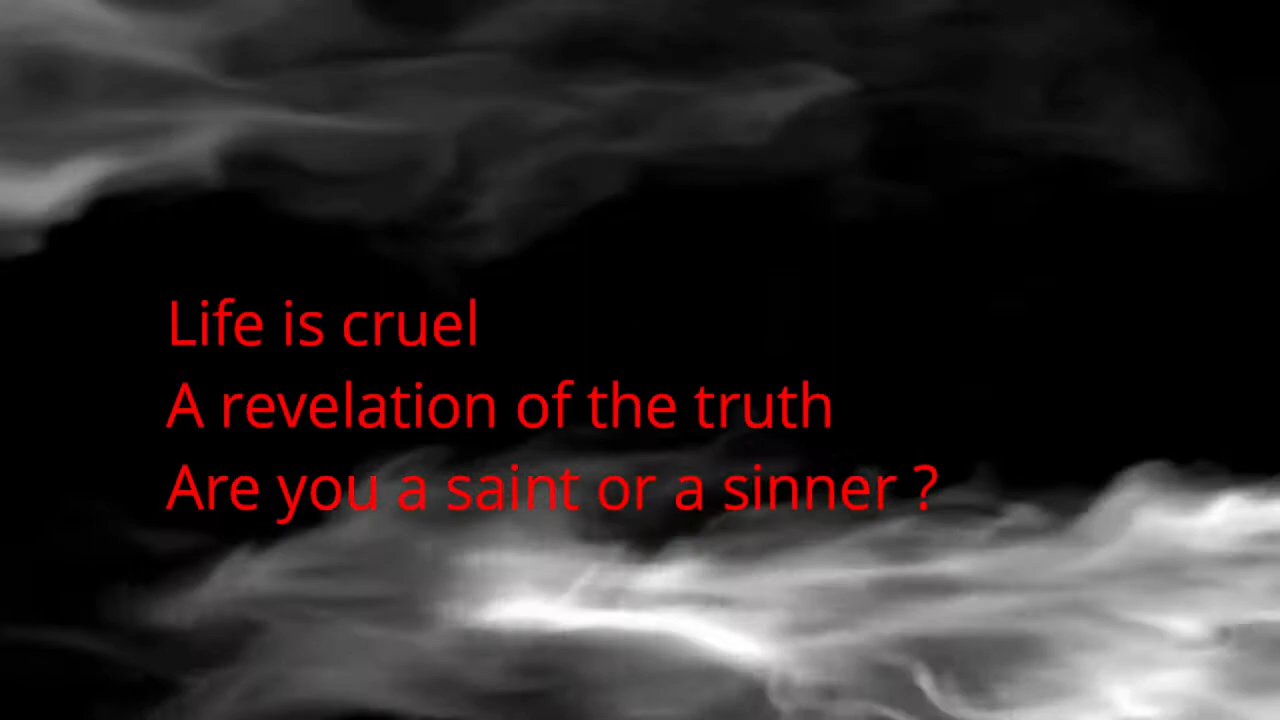 Life is cruel
A revelation of the truth
Are you a saint or a sinner ?